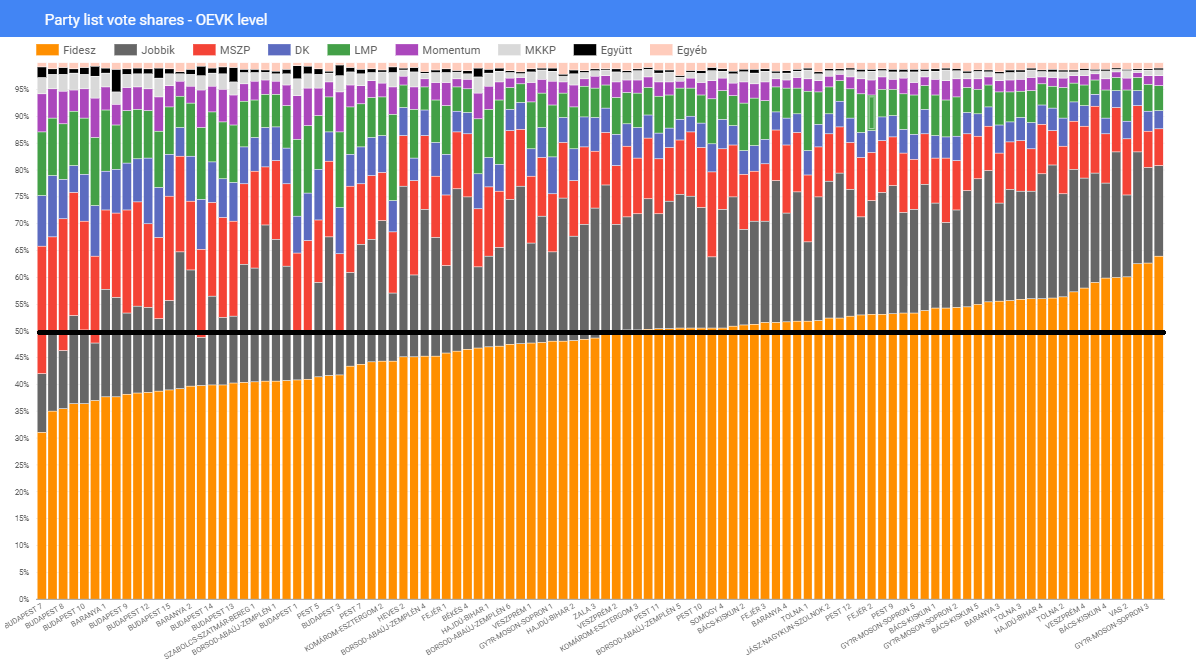 Party list vote shares - OEVK level
Fidesz Jobbik MSZP DK LMP Momentum MKKP Együtt Egyéb
95%
90%
85%
80%
75%
70%
65%
60%
55%
50%
45%
40%
35%
30%
25%
20%
15%
10%
5%
0%
BUDAPEST 7
BUDAPEST 8
BUDAPEST 10
BARANYA 1
BUDAPEST 9
BUDAPEST 12
BUDAPEST 15
BARANYA 2
BUDAPEST 14
BUDAPEST 13
SZABOLCS-SZATMÁR-BEREG 1
BORSOD-ABAÚJ-ZEMPLÉN 1
BUDAPEST 1
PEST 5
BUDAPEST 3
PEST 7
KOMÁROM-ESZTERGOM 2
HEVES 2
BORSOD-ABAÚJ-ZEMPLÉN 4
FEJÉR 1
BÉKÉS 4
HAJDÚ-BIHAR 1
BORSOD-ABAÚJ-ZEMPLÉN 6
VESZPRÉM 1
GY?R-MOSON-SOPRON 1
HAJDÚ-BIHAR 2
ZALA 3
VESZPRÉM 2
KOMÁROM-ESZTERGOM 3
PEST 11
BORSOD-ABAÚJ-ZEMPLÉN 5
PEST 10
SOMOGY 4
BÁCS-KISKUN 2
FEJÉR 3
BARANYA 4
TOLNA 1
JÁSZ-NAGYKUN-SZOLNOK 2
PEST 12
FEJÉR 2
PEST 9
GY?R-MOSON-SOPRON 5
BÁCS-KISKUN 1
GY?R-MOSON-SOPRON 2
BÁCS-KISKUN 5
BARANYA 3
TOLNA 3
HAJDÚ-BIHAR 4
TOLNA 2
VESZPRÉM 4
BÁCS-KISKUN 4
VAS 2
GY?R-MOSON-SOPRON 3